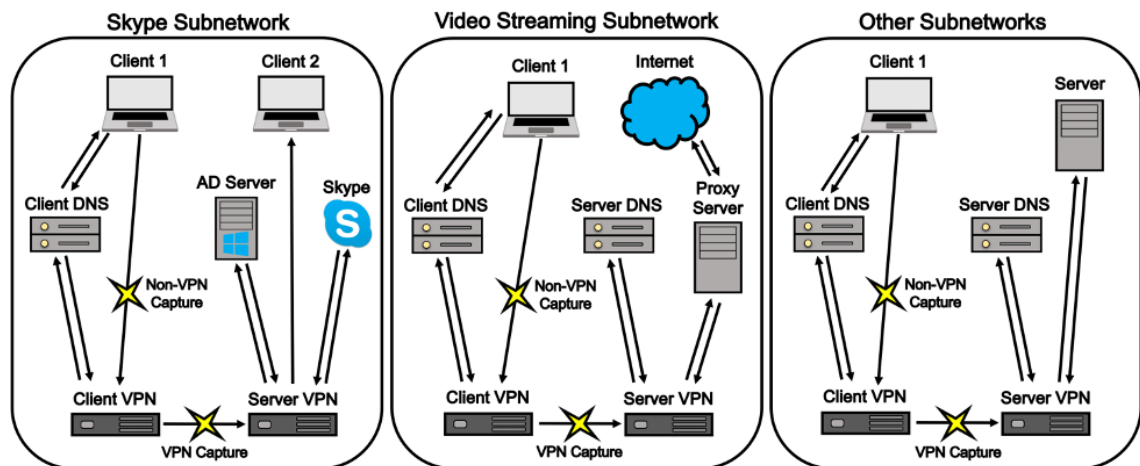 Skype Subnetwork
Client 1
Client 2
Client DNS
AD Server
Skype
S
Non-VPN
Capture
Client VPN
Server VPN
VPN Capture
Video Streaming Subnetwork
Client 1
Internet
Client DNS
Server DNS
Proxy
Server
Non-VPN
Capture
Client VPN
Server VPN
VPN Capture
Other Subnetworks
Client 1
Server
Client DNS
Server DNS
Non-VPN
Capture
Client VPN
Server VPN
VPN Capture